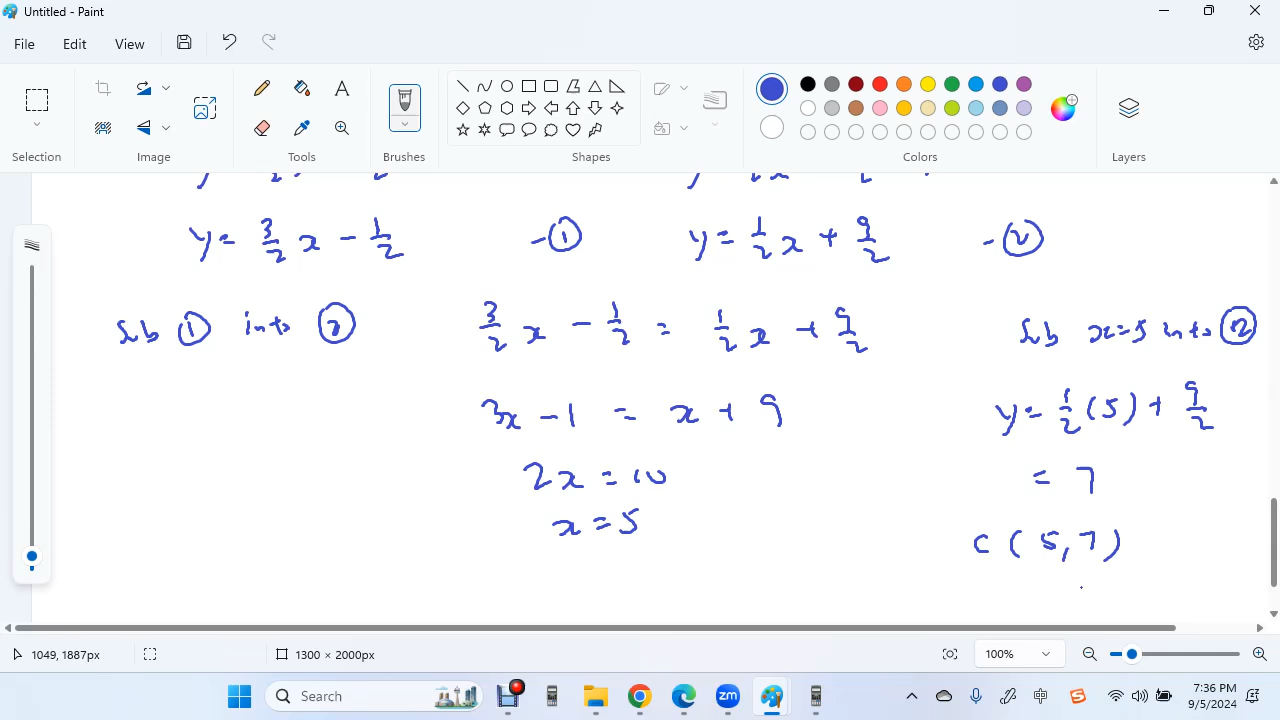 Untitled - Paint
File Edit View
Selection Image Tools Brushes Shapes Colors Layers
y = 3/2 x - 1/2 - ① y = 1/2 x + 9/2 - ②
Sub ① into ② 3/2 x - 1/2 = 1/2 x + 9/2 Sub x = 5 into ②
3x - 1 = x + 9 y = 1/2 (5) + 9/2
2x = 10 = 7
x = 5 C (5, 7)
1049, 1887px 1300 × 2000px 100%
Search zm 中 S 7:36 PM
9/5/2024